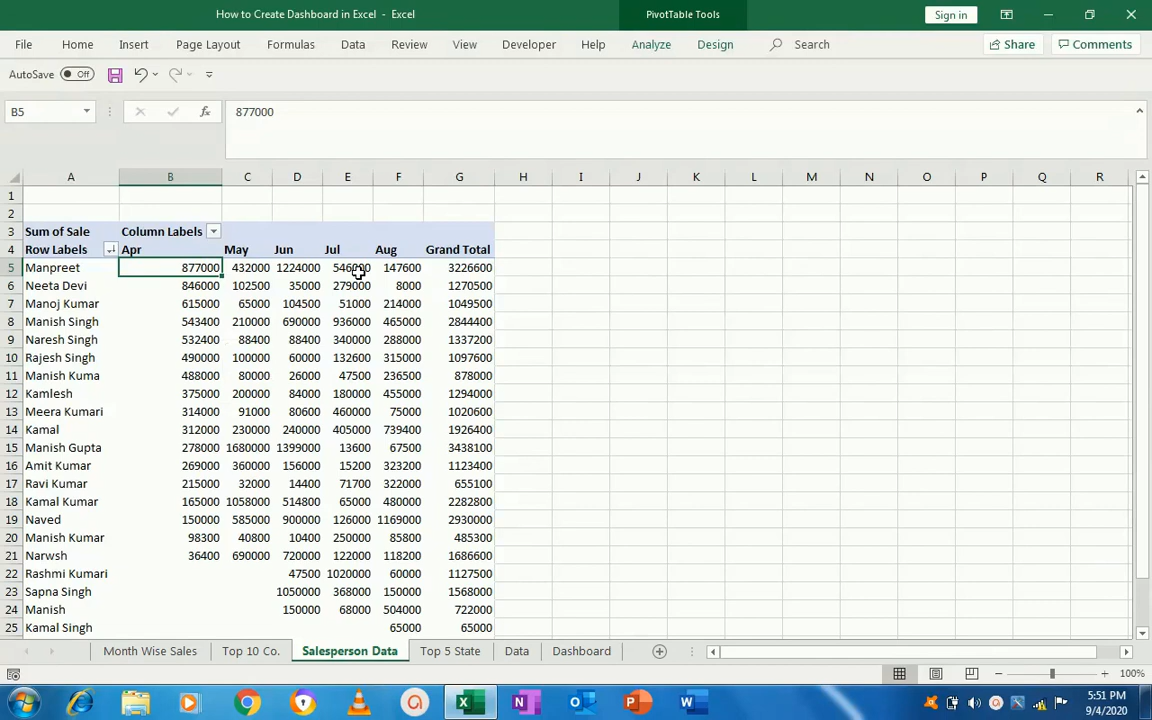 How to Create Dashboard in Excel - Excel
PivotTable Tools
Sign in
File Home Insert Page Layout Formulas Data Review View Developer Help Analyze Design Search Share Comments
AutoSave Off
B5 fx 877000
A B C D E F G H I J K L M N O P Q R
1
2
3 Sum of Sale Column Labels
4 Row Labels Apr May Jun Jul Aug Grand Total
5 Manpreet 877000 432000 1224000 546000 147600 3226600
6 Neeta Devi 846000 102500 35000 279000 8000 1270500
7 Manoj Kumar 615000 65000 104500 51000 214000 1049500
8 Manish Singh 543400 210000 690000 936000 465000 2844400
9 Naresh Singh 532400 88400 88400 340000 288000 1337200
10 Rajesh Singh 490000 100000 60000 132600 315000 1097600
11 Manish Kuma 488000 80000 26000 47500 236500 878000
12 Kamlesh 375000 200000 84000 180000 455000 1294000
13 Meera Kumari 314000 91000 80600 460000 75000 1020600
14 Kamal 312000 230000 240000 405000 739400 1926400
15 Manish Gupta 278000 1680000 1399000 13600 67500 3438100
16 Amit Kumar 269000 360000 156000 15200 323200 1123400
17 Ravi Kumar 215000 32000 14400 71700 322000 655100
18 Kamal Kumar 165000 1058000 514800 65000 480000 2282800
19 Naved 150000 585000 900000 126000 1169000 2930000
20 Manish Kumar 98300 40800 10400 250000 85800 485300
21 Narwsh 36400 690000 720000 122000 118200 1686600
22 Rashmi Kumari 47500 1020000 60000 1127500
23 Sapna Singh 1050000 368000 150000 1568000
24 Manish 150000 68000 504000 722000
25 Kamal Singh 65000 65000
Month Wise Sales Top 10 Co. Salesperson Data Top 5 State Data Dashboard
100%
5:51 PM
9/4/2020